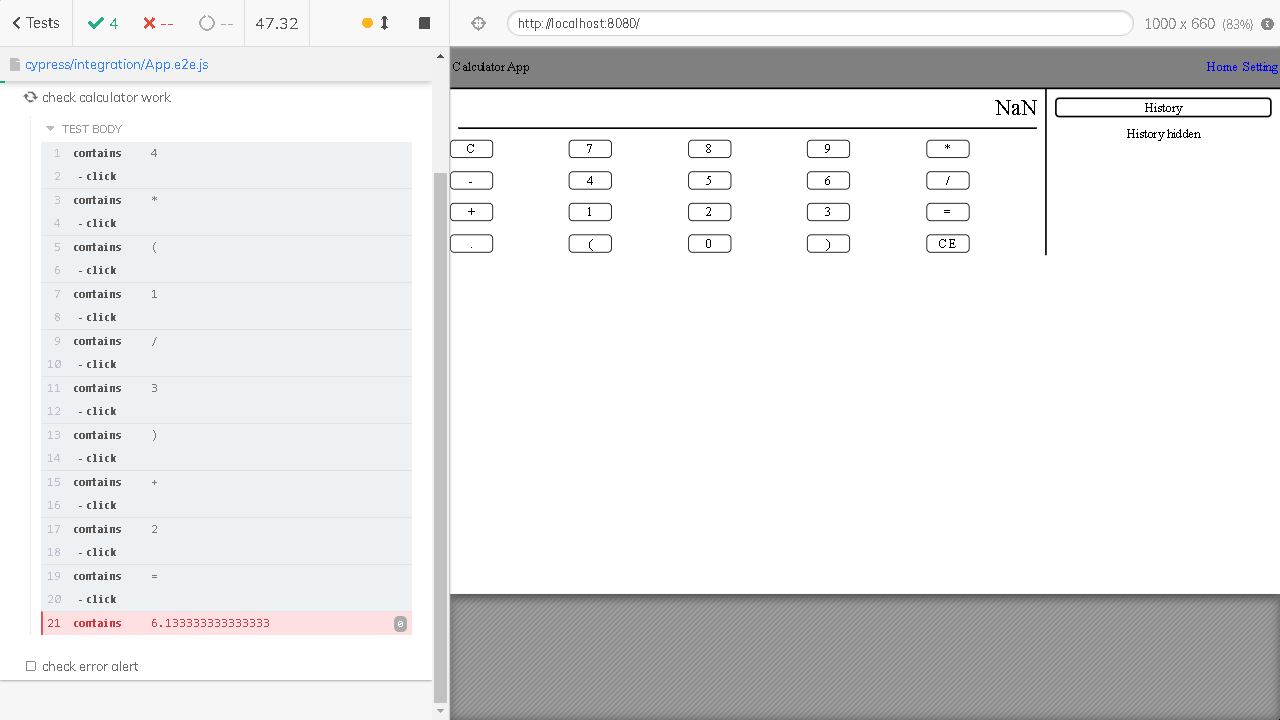 Tests
4
--
--
47.32
http://localhost:8080/
1000 x 660 (83%)
cypress/integration/App.e2e.js
check calculator work
TEST BODY
1 contains 4
2 - click
3 contains *
4 - click
5 contains (
6 - click
7 contains 1
8 - click
9 contains /
10 - click
11 contains 3
12 - click
13 contains )
14 - click
15 contains +
16 - click
17 contains 2
18 - click
19 contains =
20 - click
21 contains 6.133333333333333 0
check error alert
Calculator App
Home Setting
NaN
C 7 8 9 *
- 4 5 6 /
+ 1 2 3 =
. ( 0 ) CE
History
History hidden